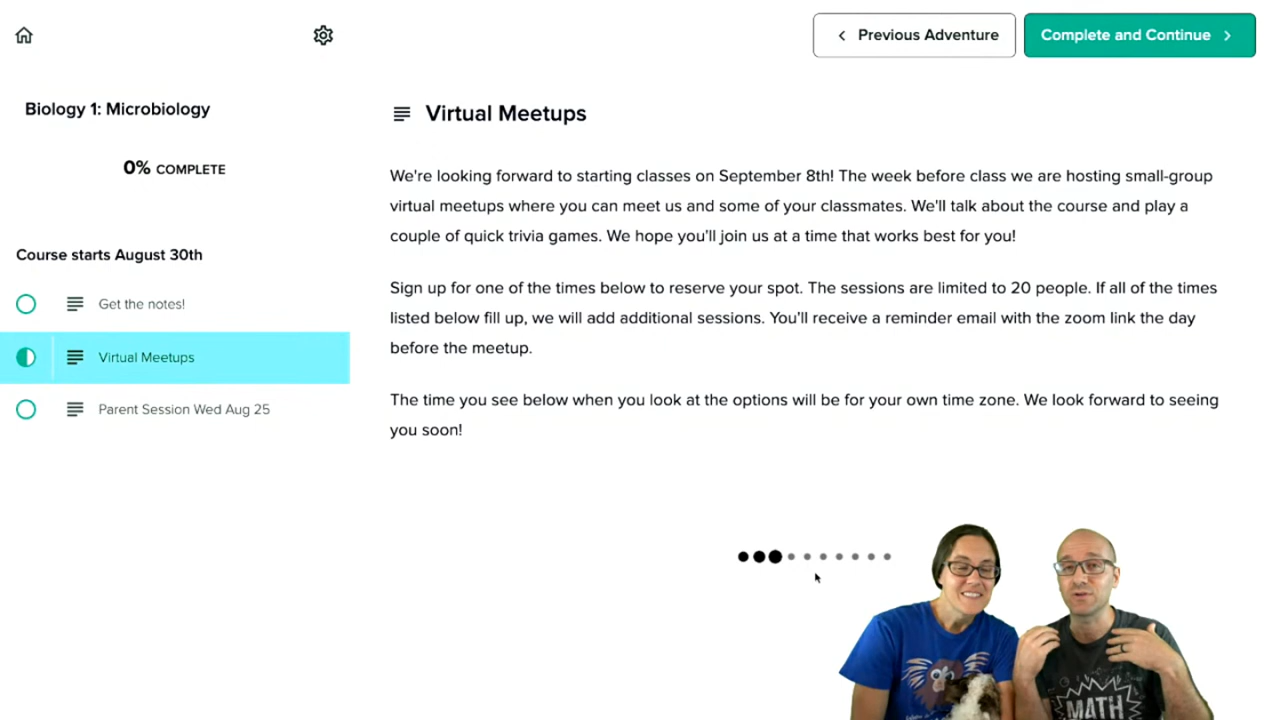 Previous Adventure
Complete and Continue
Biology 1: Microbiology
0% COMPLETE
Course starts August 30th
Get the notes!
Virtual Meetups
Parent Session Wed Aug 25
Virtual Meetups
We're looking forward to starting classes on September 8th! The week before class we are hosting small-group
virtual meetups where you can meet us and some of your classmates. We'll talk about the course and play a
couple of quick trivia games. We hope you'll join us at a time that works best for you!
Sign up for one of the times below to reserve your spot. The sessions are limited to 20 people. If all of the times
listed below fill up, we will add additional sessions. You'll receive a reminder email with the zoom link the day
before the meetup.
The time you see below when you look at the options will be for your own time zone. We look forward to seeing
you soon!
MATH